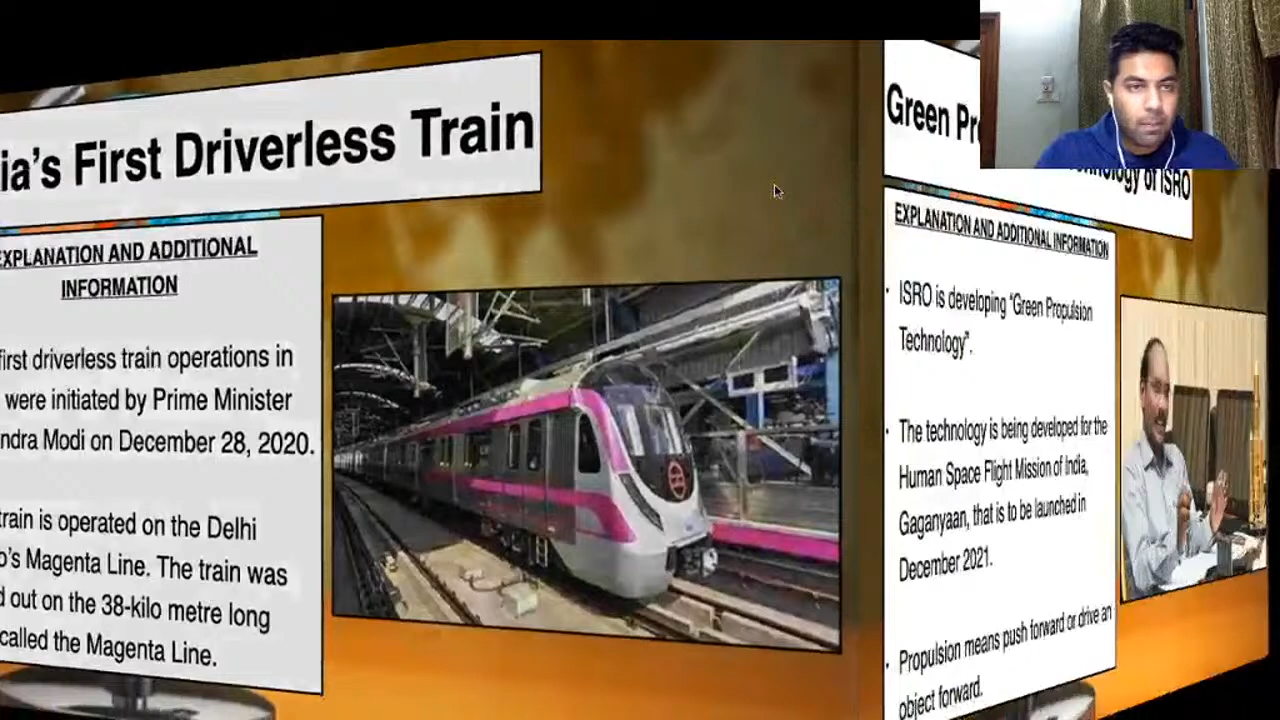 ia's First Driverless Train
EXPLANATION AND ADDITIONAL
INFORMATION
first driverless train operations in
were initiated by Prime Minister
ndra Modi on December 28, 2020.
train is operated on the Delhi
o's Magenta Line. The train was
d out on the 38-kilo metre long
called the Magenta Line.
Green Pr
nology of ISRO
EXPLANATION AND ADDITIONAL INFORMATION
• ISRO is developing “Green Propulsion
Technology”.
• The technology is being developed for the
Human Space Flight Mission of India,
Gaganyaan, that is to be launched in
December 2021.
• Propulsion means push forward or drive an
object forward.